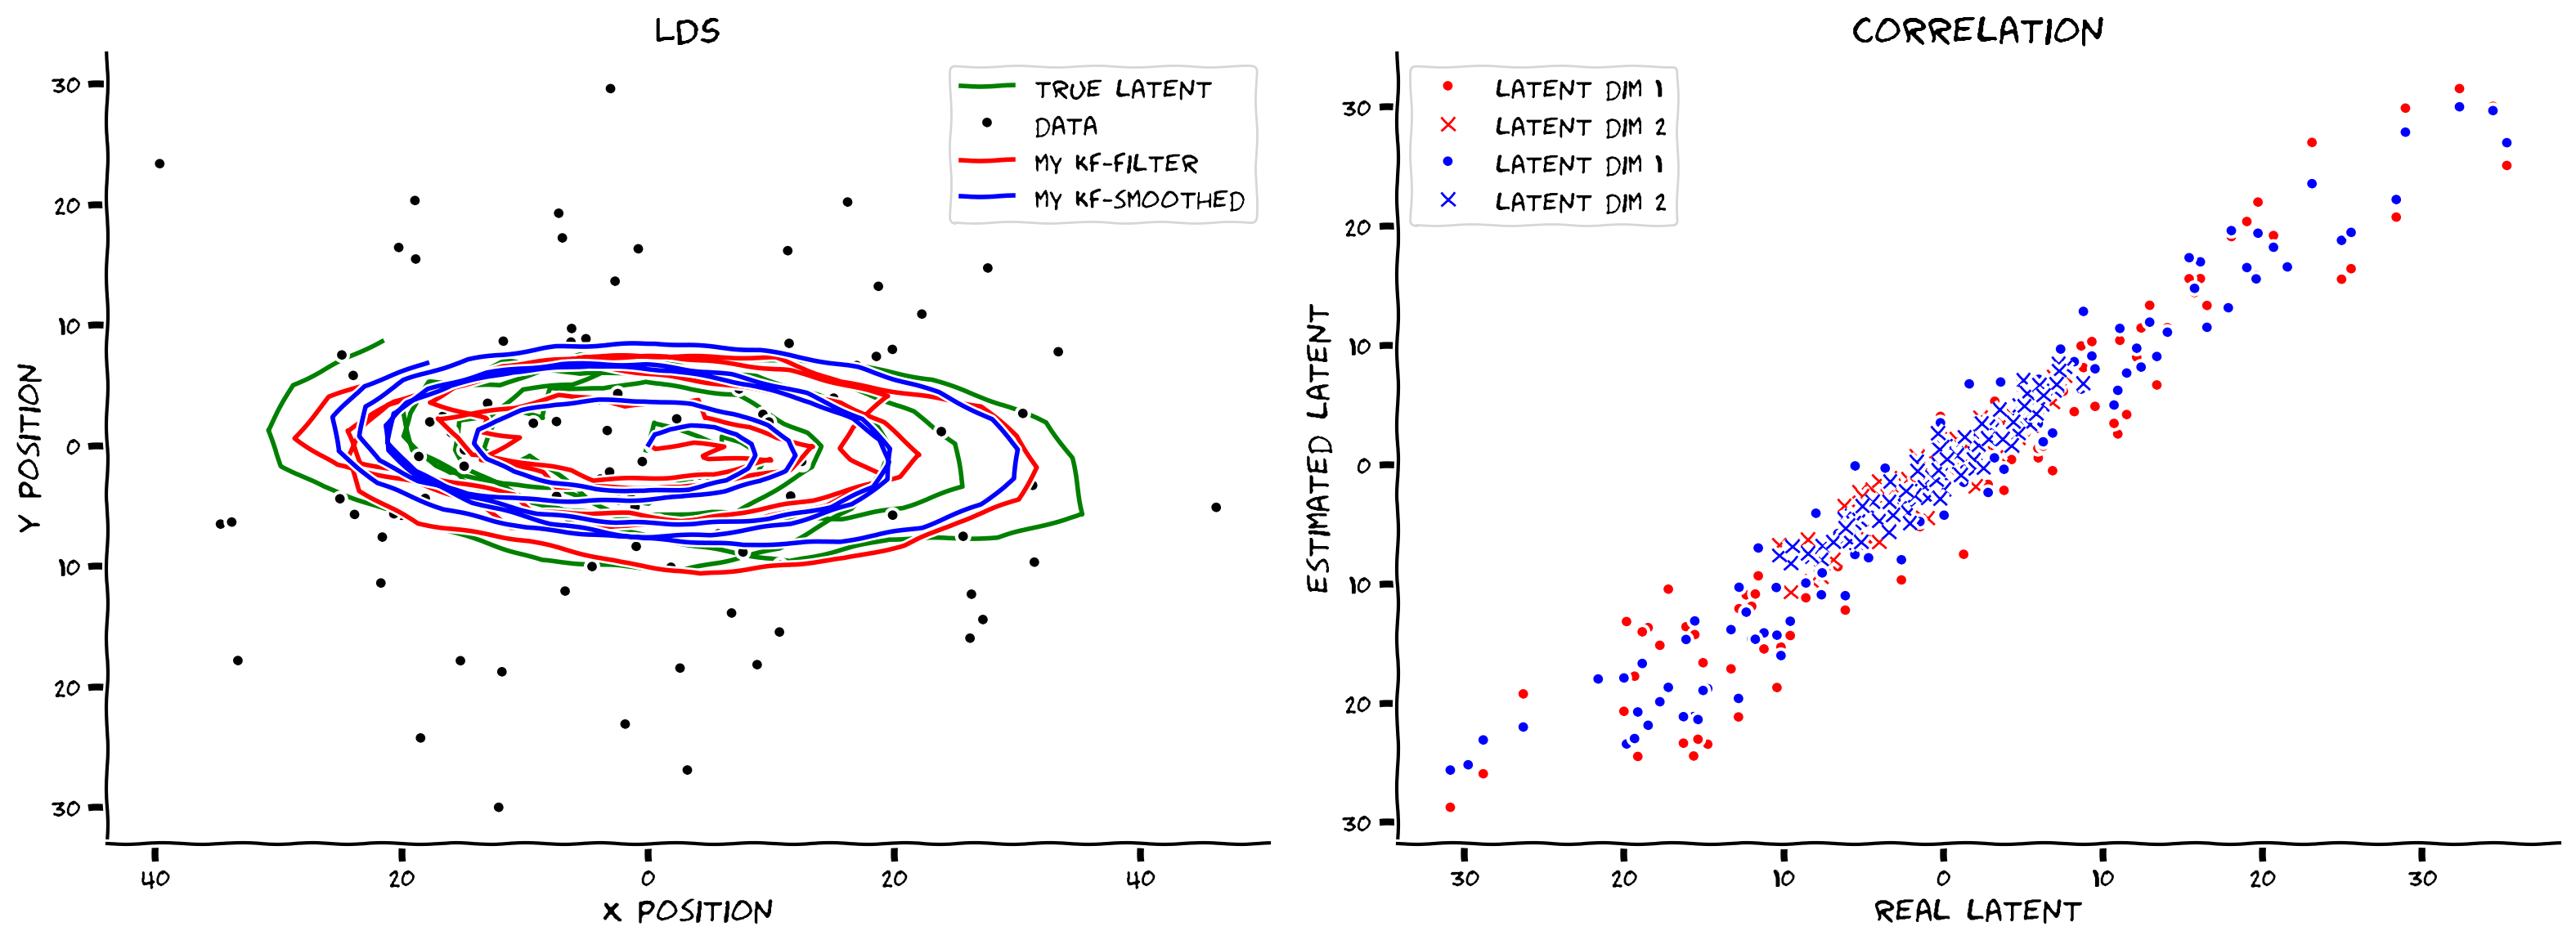 LDS
30
20
10
0
10
20
30
Y POSITION
40
20
0
20
40
X POSITION
TRUE LATENT
DATA
MY KF-FILTER
MY KF-SMOOTHED
CORRELATION
30
20
10
0
10
20
30
ESTIMATED LATENT
30
20
10
0
10
20
30
REAL LATENT
LATENT DIM 1
LATENT DIM 2
LATENT DIM 1
LATENT DIM 2